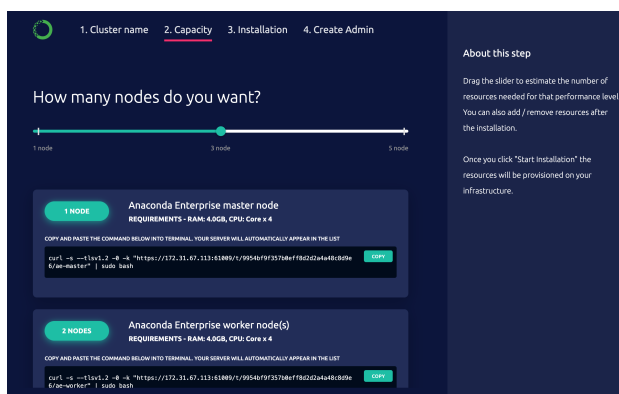 1. Cluster name 2. Capacity 3. Installation 4. Create Admin
How many nodes do you want?
1 node 3 node 5 node
1 NODE
Anaconda Enterprise master node
REQUIREMENTS - RAM: 4.0GB, CPU: Core x 4
COPY AND PASTE THE COMMAND BELOW INTO TERMINAL. YOUR SERVER WILL AUTOMATICALLY APPEAR IN THE LIST
curl -s --tlsv1.2 -0 -k "https://172.31.67.113:61009/t/9954bf9f357b0eff8d2d2a4a48c8d9e
6/ae-master" | sudo bash
COPY
2 NODES
Anaconda Enterprise worker node(s)
REQUIREMENTS - RAM: 4.0GB, CPU: Core x 4
COPY AND PASTE THE COMMAND BELOW INTO TERMINAL. YOUR SERVER WILL AUTOMATICALLY APPEAR IN THE LIST
curl -s --tlsv1.2 -0 -k "https://172.31.67.113:61009/t/9954bf9f357b0eff8d2d2a4a48c8d9e
6/ae-worker" | sudo bash
COPY
About this step
Drag the slider to estimate the number of
resources needed for that performance level
You can also add / remove resources after
the installation.
Once you click "Start Installation" the
resources will be provisioned on your
infrastructure.